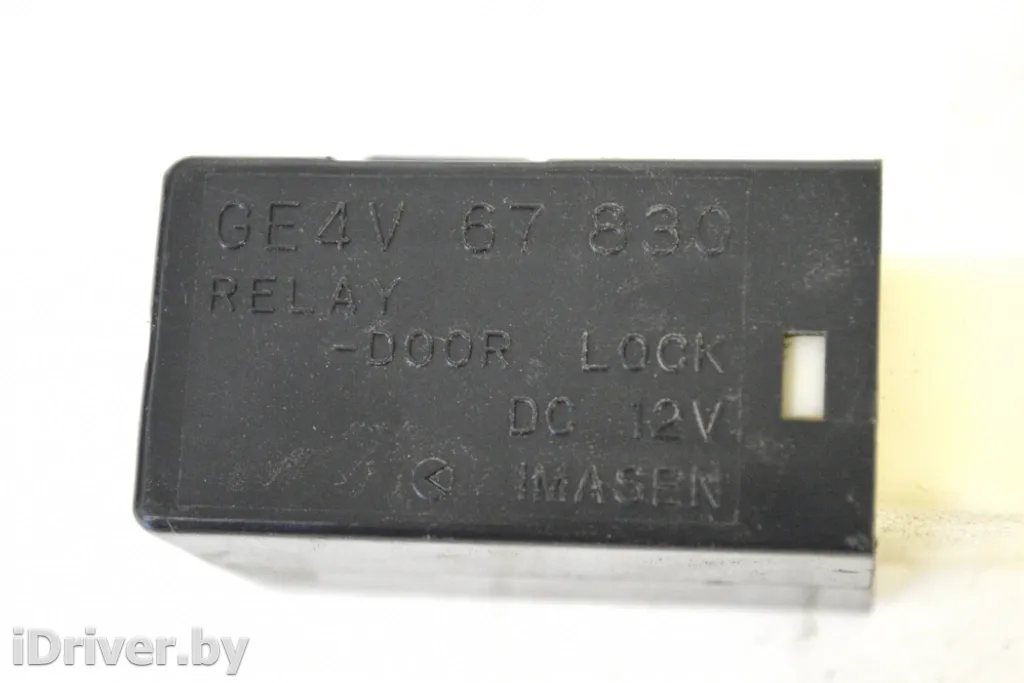 GE4V 67 830
RELAY
-DOOR LOCK
DC 12V
IMASEN
iDriver.by